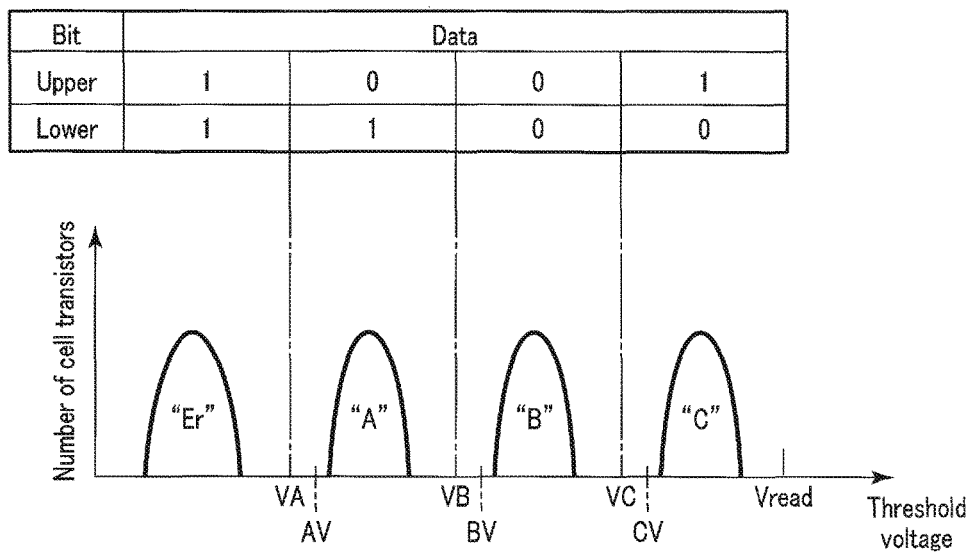 Bit Data
Upper 1 0 0 1
Lower 1 1 0 0
Number of cell transistors
“Er” “A” “B” “C”
VA VB VC Vread
AV BV CV
Threshold
voltage